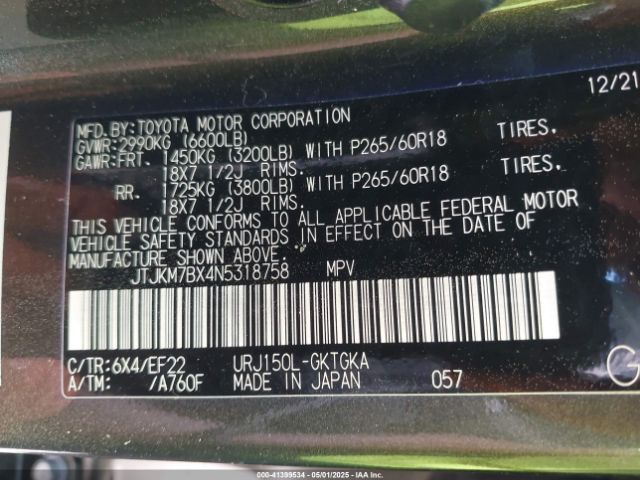 12/21
MFD.BY:TOYOTA MOTOR CORPORATION
GVWR:2990KG (6600LB)
GAWR:FRT. 1450KG (3200LB) WITH P265/60R18 TIRES.
18X7 1/2J RIMS.
RR. 1725KG (3800LB) WITH P265/60R18 TIRES.
18X7 1/2J RIMS.
THIS VEHICLE CONFORMS TO ALL APPLICABLE FEDERAL MOTOR
VEHICLE SAFETY STANDARDS IN EFFECT ON THE DATE OF
MANUFACTURE SHOWN ABOVE.
JTJKM7BX4N5318758 MPV
C/TR:6X4/EF22 URJ150L-GKTGKA
A/TM: /A760F MADE IN JAPAN 057
G
000-41399534 - 05/01/2025 - IAA Inc.